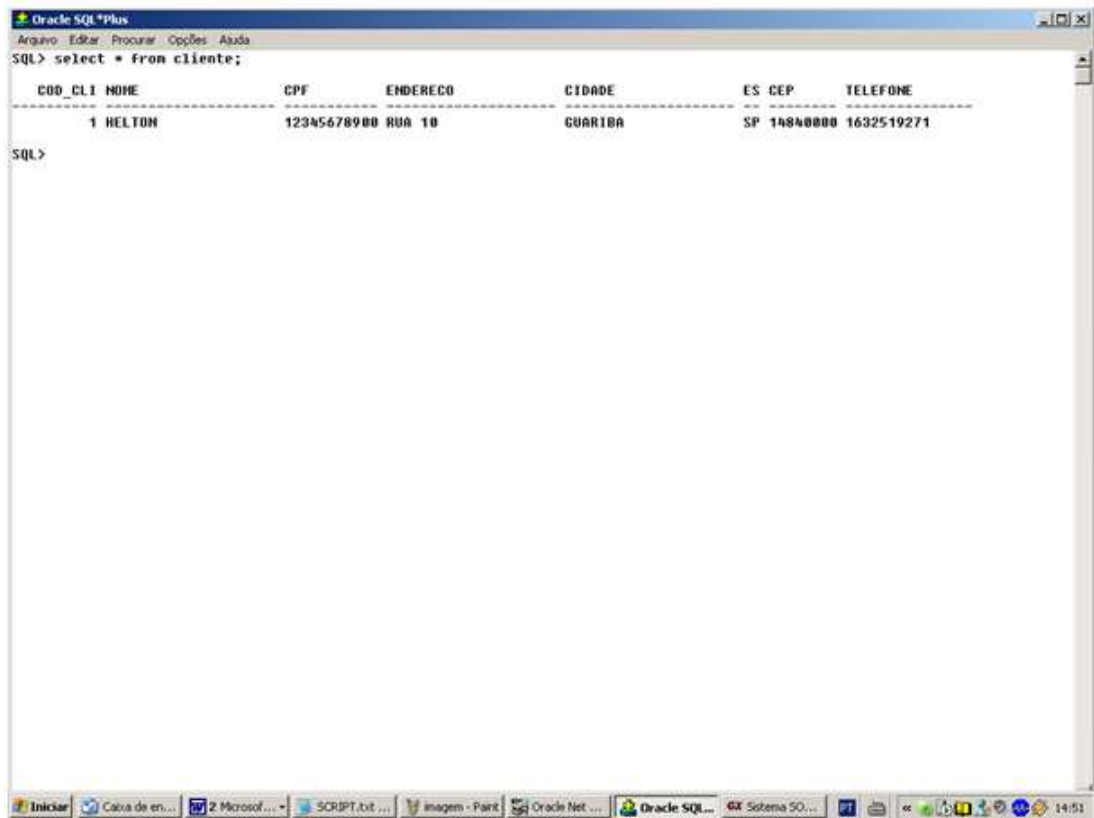 Oracle SQL*Plus
Arquivo Editar Procurar Opções Ajuda
SQL> select * from cliente;
COD_CLI NOME CPF ENDERECO CIDADE ES CEP TELEFONE
---------- -------------------- ----------- -------------------- -------------------- -- -------- ---------------
1 HELTON 12345678900 RUA 10 GUARIBA SP 14840000 1632519271
SQL>
Iniciar Caixa de en... 2 Microsof... SCRIPT.txt ... imagem - Paint Oracle Net ... Oracle SQL... GX Sistema SO... PT « 14:51